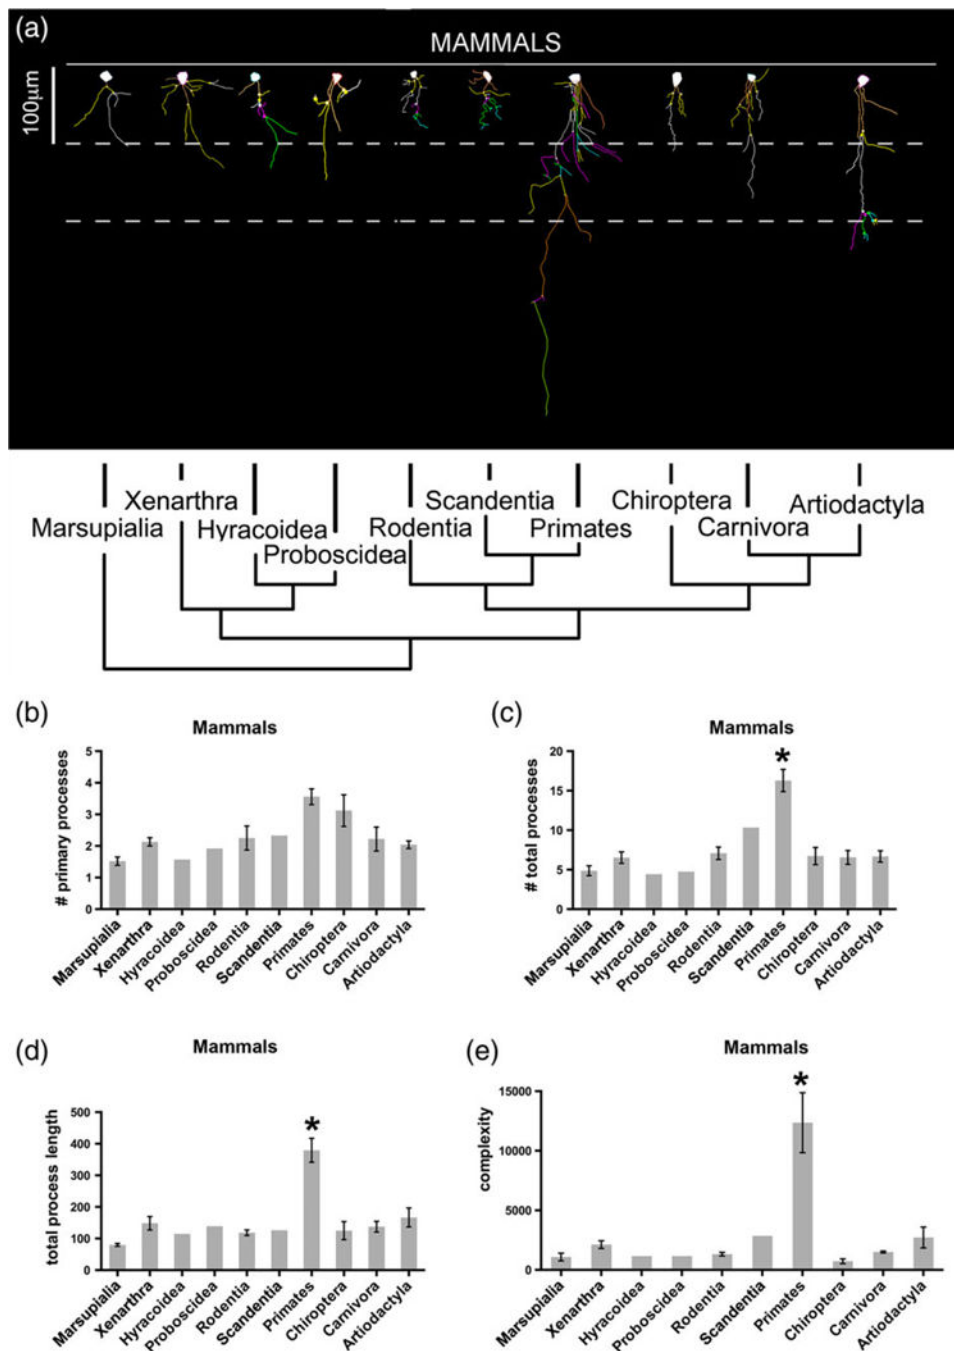 (a)
MAMMALS
100µm
Marsupialia
Xenarthra
Hyracoidea
Proboscidea
Rodentia
Scandentia
Primates
Chiroptera
Carnivora
Artiodactyla
(b)
Mammals
# primary processes
5
4
3
2
1
0
Marsupialia
Xenarthra
Hyracoidea
Proboscidea
Rodentia
Scandentia
Primates
Chiroptera
Carnivora
Artiodactyla
(c)
Mammals
# total processes
20
15
10
5
0
*
Marsupialia
Xenarthra
Hyracoidea
Proboscidea
Rodentia
Scandentia
Primates
Chiroptera
Carnivora
Artiodactyla
(d)
Mammals
total process length
500
400
300
200
100
0
*
Marsupialia
Xenarthra
Hyracoidea
Proboscidea
Rodentia
Scandentia
Primates
Chiroptera
Carnivora
Artiodactyla
(e)
Mammals
complexity
15000
10000
5000
0
*
Marsupialia
Xenarthra
Hyracoidea
Proboscidea
Rodentia
Scandentia
Primates
Chiroptera
Carnivora
Artiodactyla